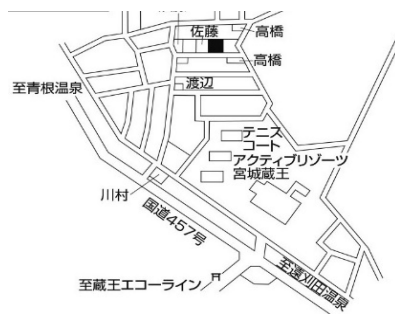 佐藤
高橋
高橋
渡辺
至青根温泉
テニス
コート
アクティブリゾーツ
宮城蔵王
川村
国道457号
至遠刈田温泉
至蔵王エコーライン